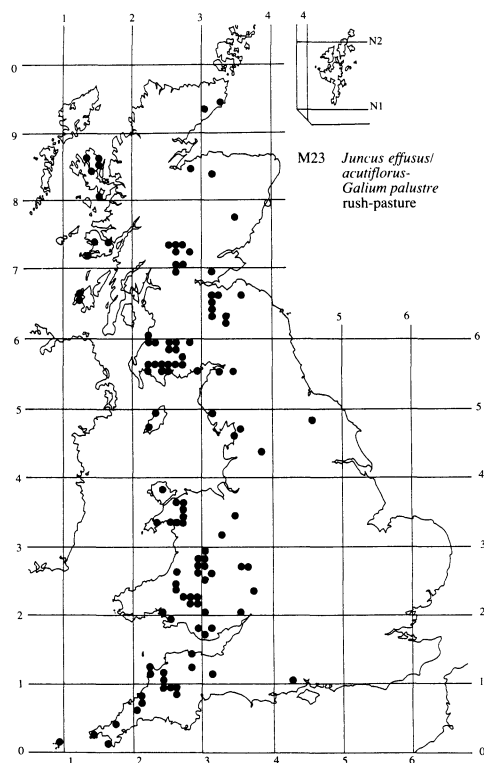 1 2 3 4
N2
0
N1
9
M23 Juncus effusus/
acutiflorus-
Galium palustre
rush-pasture
8
7
6 5 6
5 5
4 4
3 3
2 2
1 1
0 0
1 2 3 4 5 6